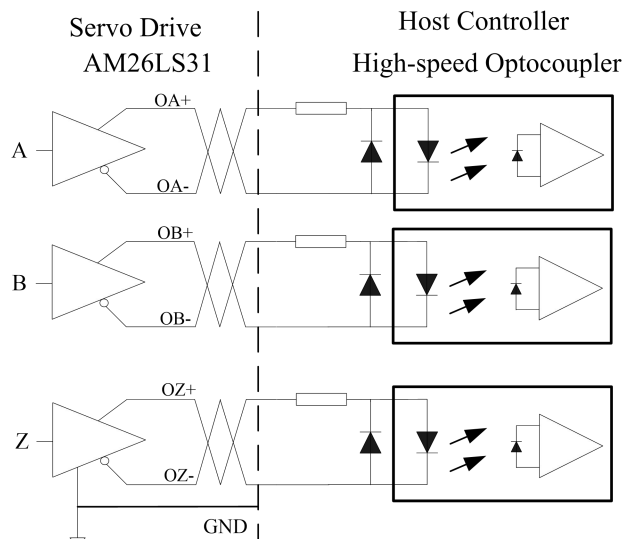 Servo Drive
AM26LS31
Host Controller
High-speed Optocoupler
OA+
A
OA-
OB+
B
OB-
OZ+
Z
OZ-
GND